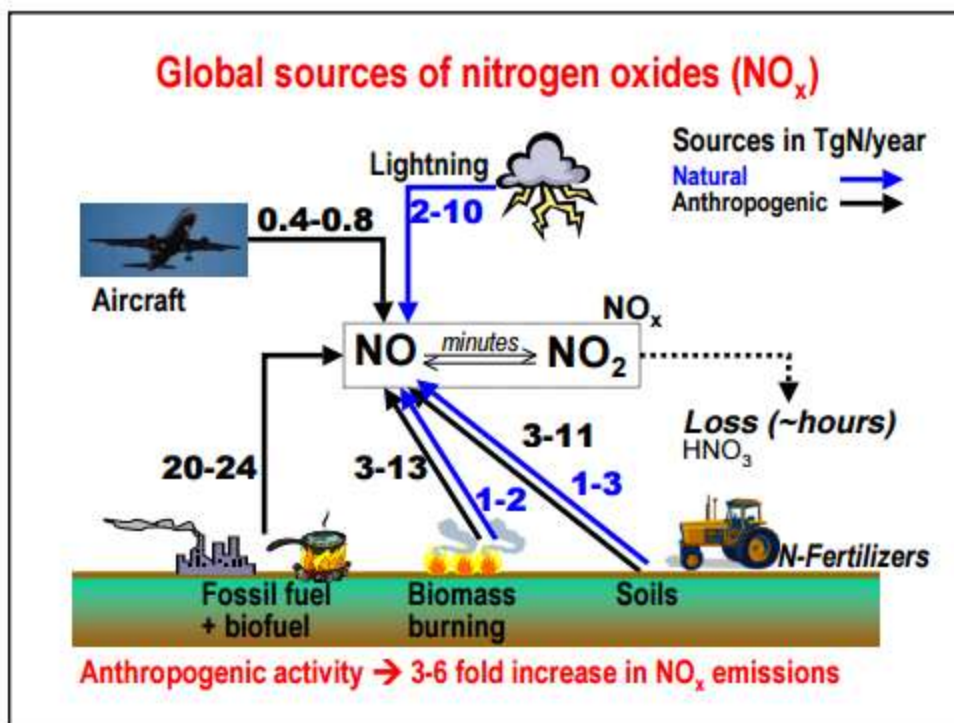 Global sources of nitrogen oxides (NOₓ)
Sources in TgN/year
Natural
Anthropogenic
Lightning
2-10
0.4-0.8
Aircraft
NOₓ
NO minutes NO₂
Loss (~hours)
HNO₃
20-24
3-13
1-2
3-11
1-3
N-Fertilizers
Fossil fuel
+ biofuel
Biomass
burning
Soils
Anthropogenic activity → 3-6 fold increase in NOₓ emissions